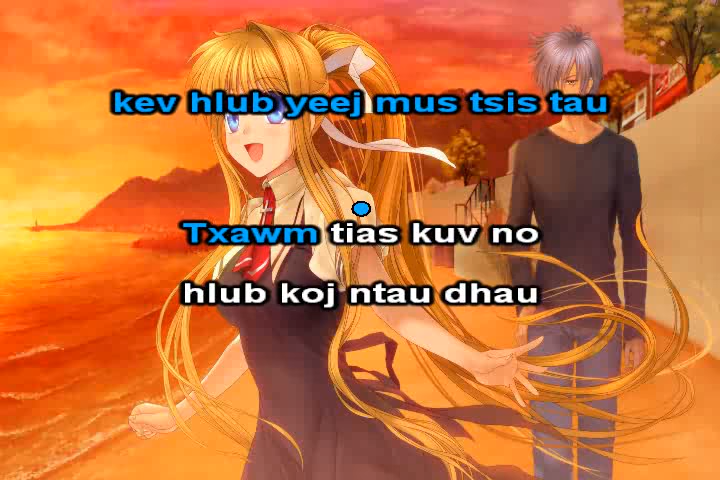 kev hlub yeej mus tsis tau
Txawm tias kuv no
hlub koj ntau dhau